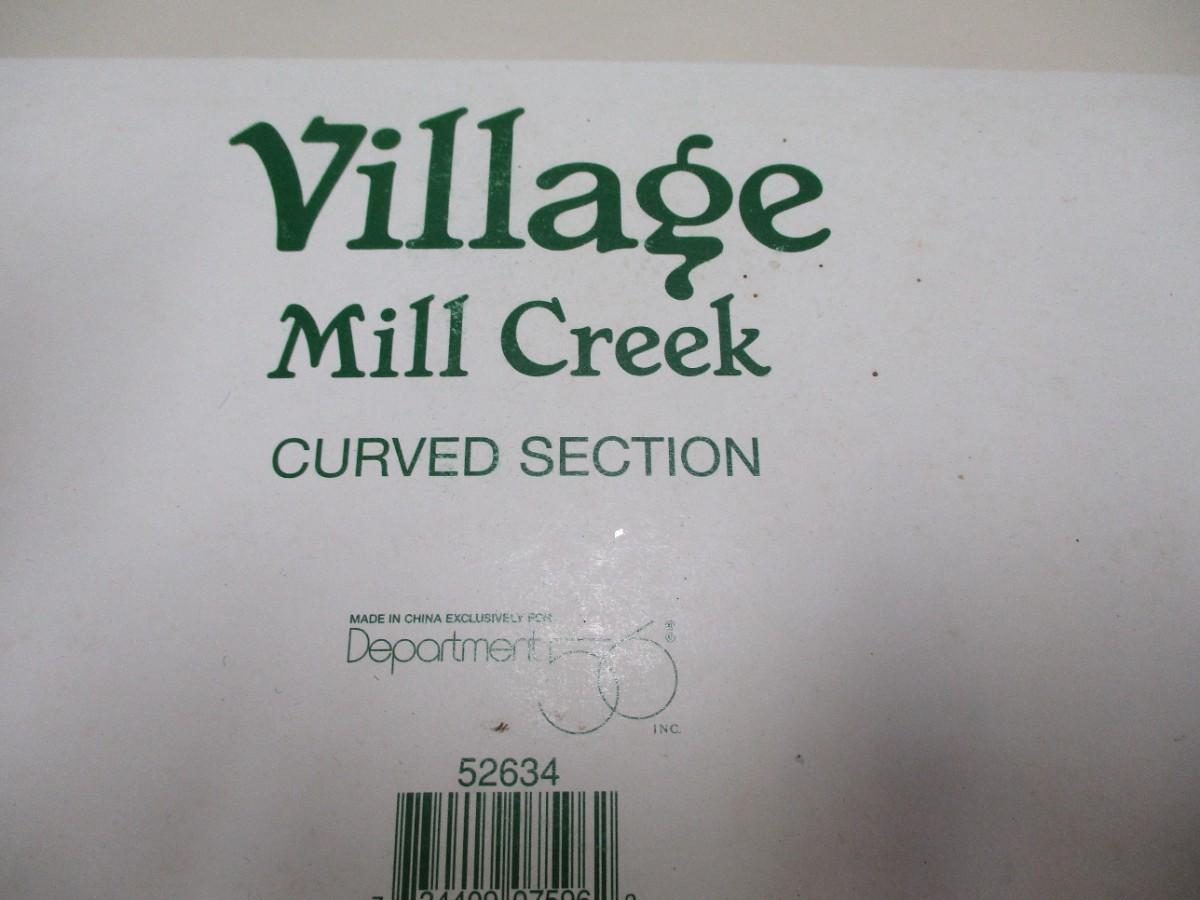 Village
Mill Creek
CURVED SECTION
MADE IN CHINA EXCLUSIVELY FOR
Department 56
INC.
52634